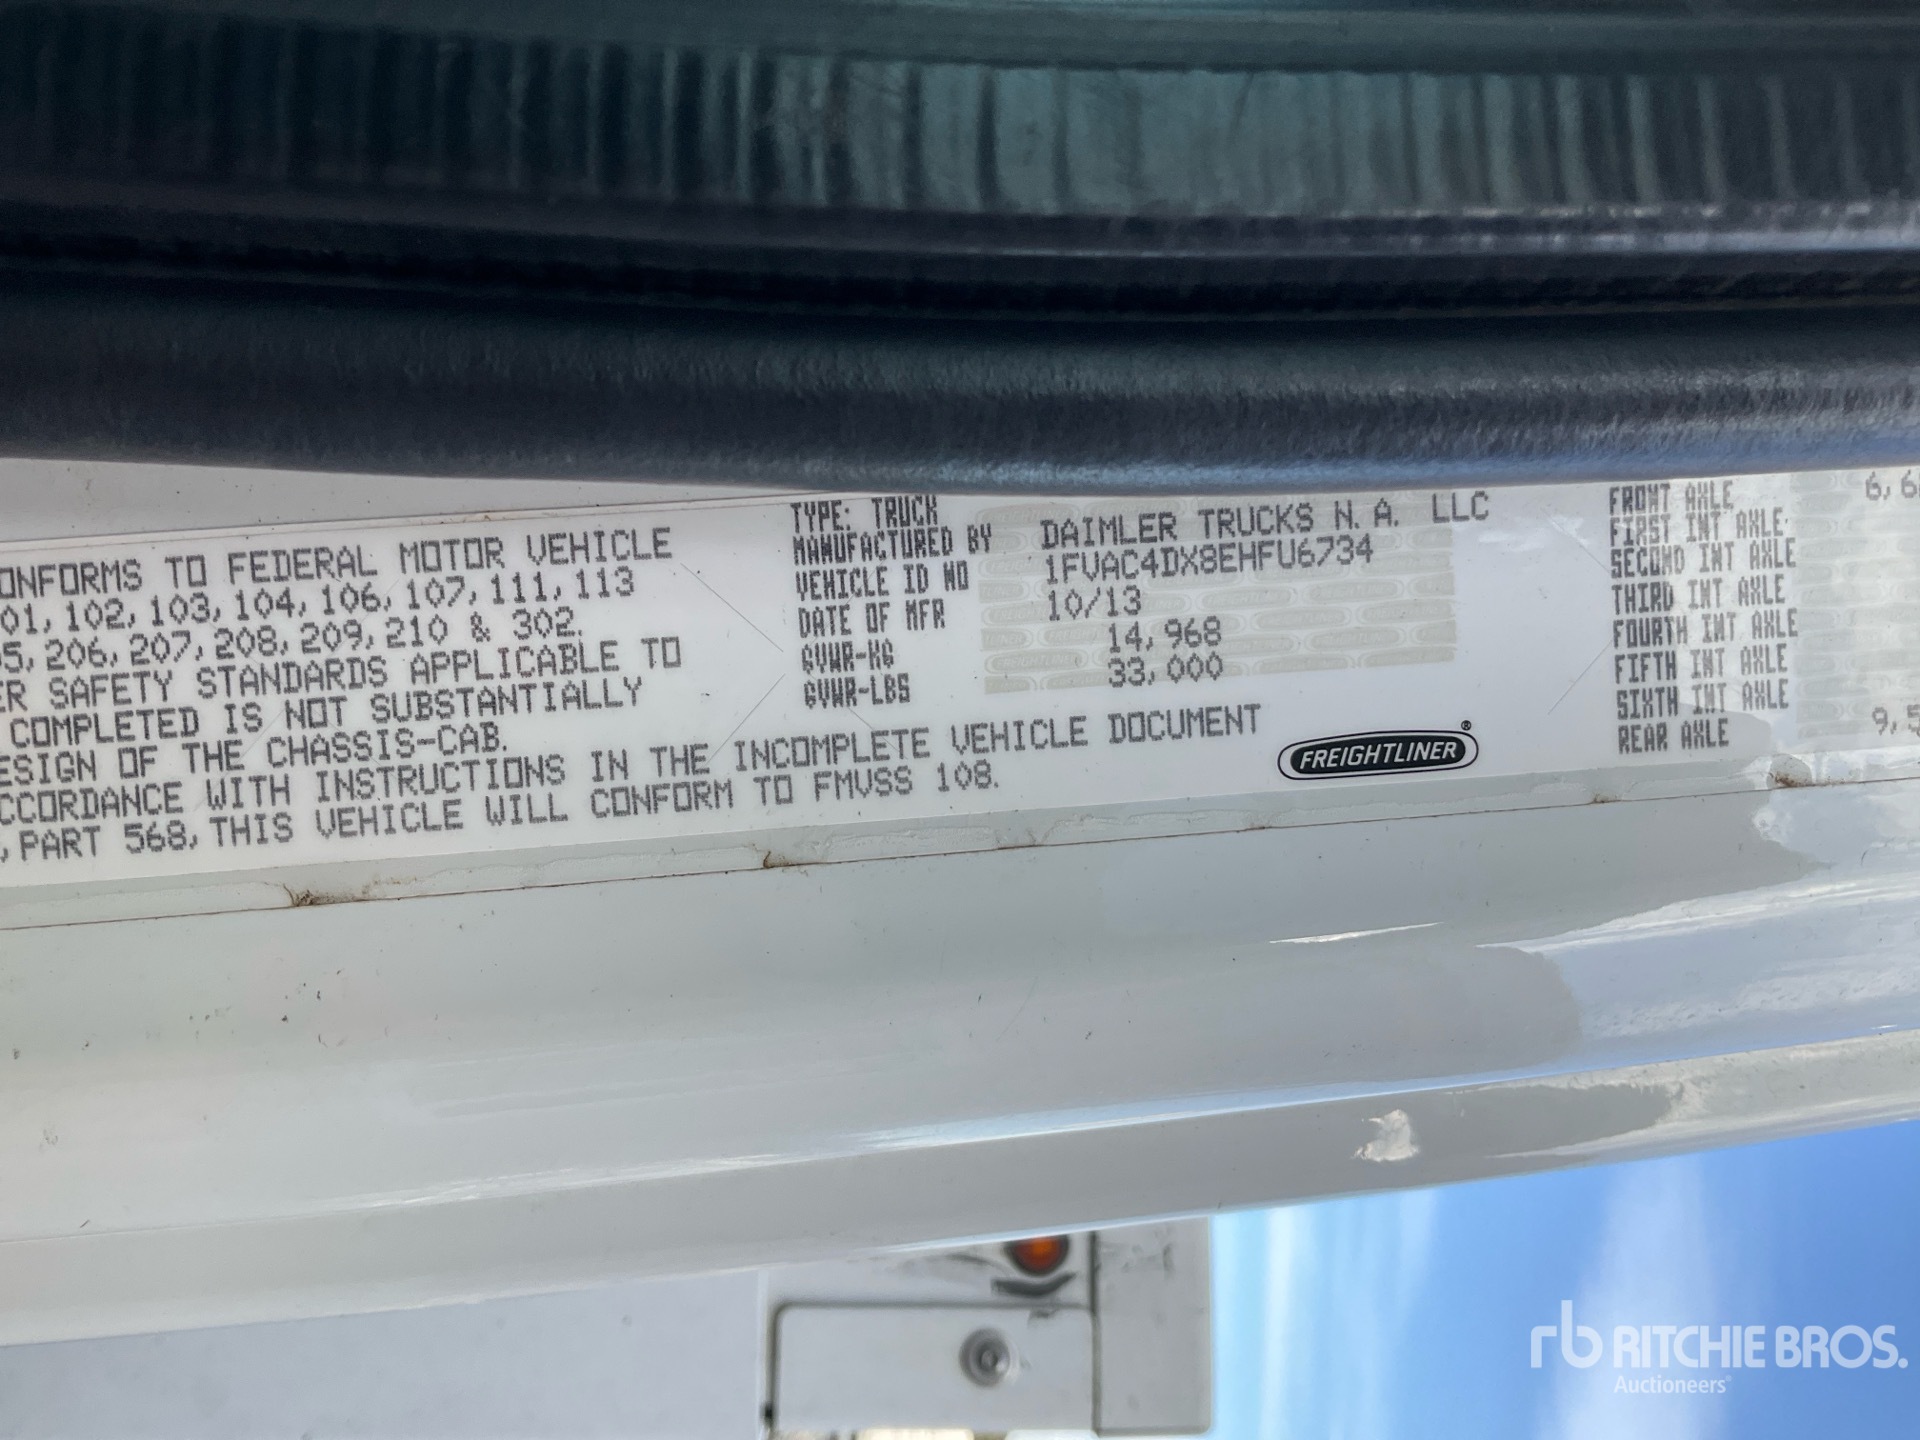 ONFORMS TO FEDERAL MOTOR VEHICLE
01, 102, 103, 104, 106, 107, 111, 113
05, 206, 207, 208, 209, 210 & 302.
ER SAFETY STANDARDS APPLICABLE TO
COMPLETED IS NOT SUBSTANTIALLY
ESIGN OF THE CHASSIS-CAB.
CCORDANCE WITH INSTRUCTIONS IN THE INCOMPLETE VEHICLE DOCUMENT
, PART 568, THIS VEHICLE WILL CONFORM TO FMVSS 108.
TYPE: TRUCK
MANUFACTURED BY DAIMLER TRUCKS N. A. LLC
VEHICLE ID NO 1FVAC4DX8EHFU6734
DATE OF MFR 10/13
GVWR-KG 14,968
GVWR-LBS 33,000
FREIGHTLINER®
FRONT AXLE 6,6
FIRST INT AXLE
SECOND INT AXLE
THIRD INT AXLE
FOURTH INT AXLE
FIFTH INT AXLE
SIXTH INT AXLE
REAR AXLE 9,5
rb RITCHIE BROS.
Auctioneers